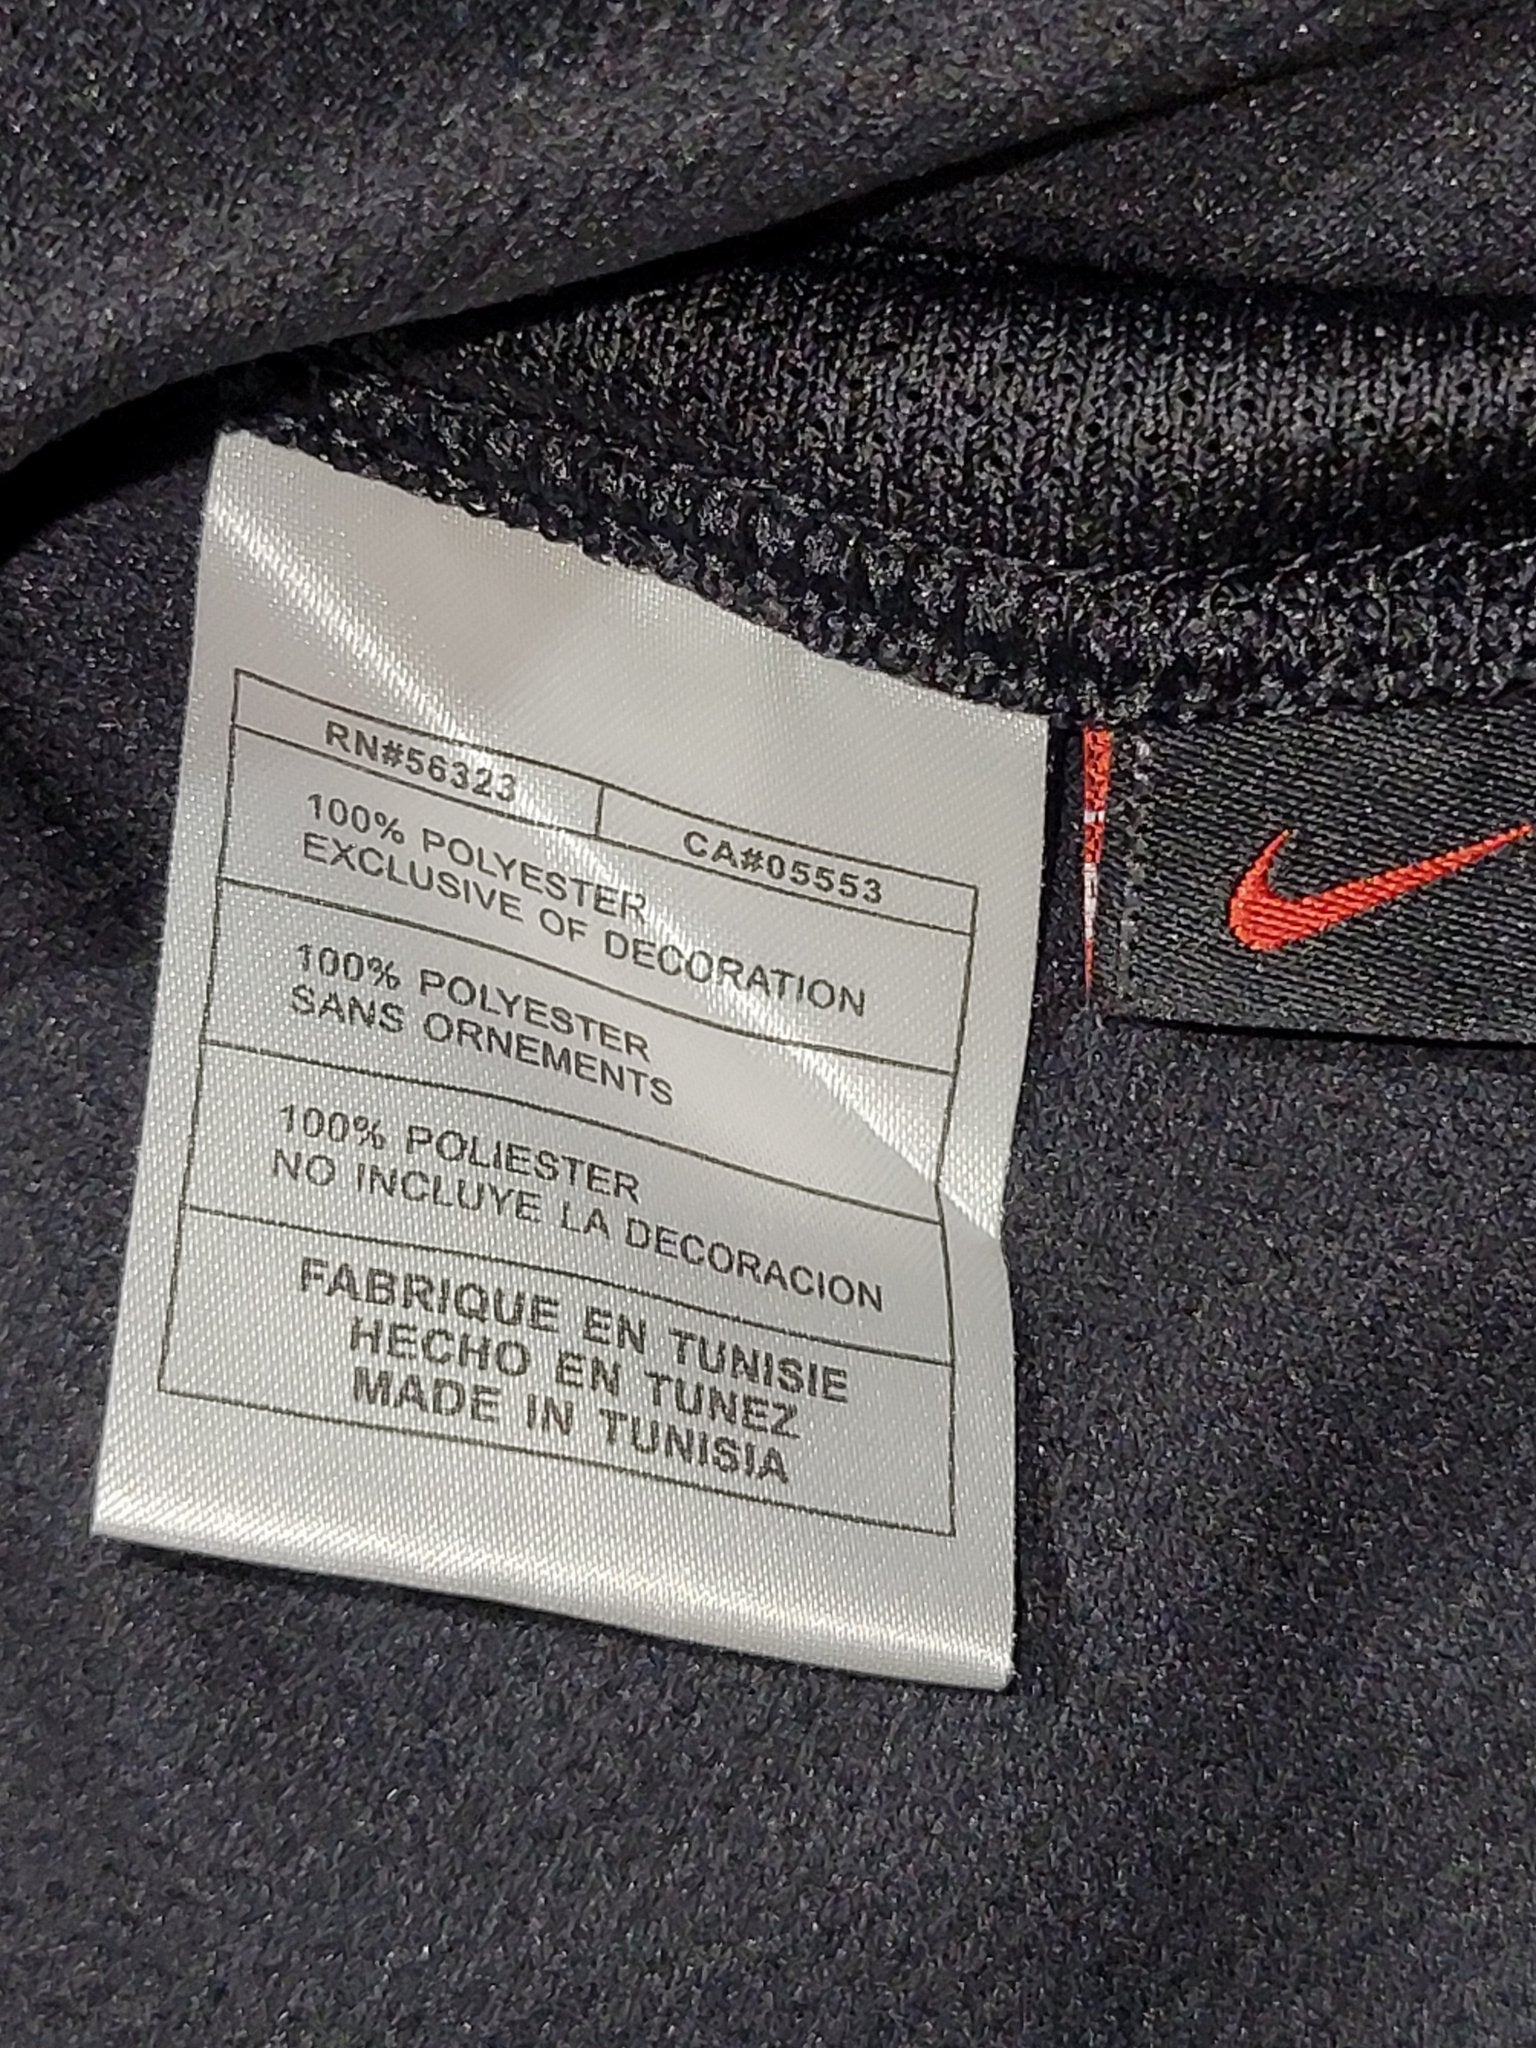 RN#56323
CA#05553
100% POLYESTER
EXCLUSIVE OF DECORATION
100% POLYESTER
SANS ORNEMENTS
100% POLIESTER
NO INCLUYE LA DECORACION
FABRIQUE EN TUNISIE
HECHO EN TUNEZ
MADE IN TUNISIA